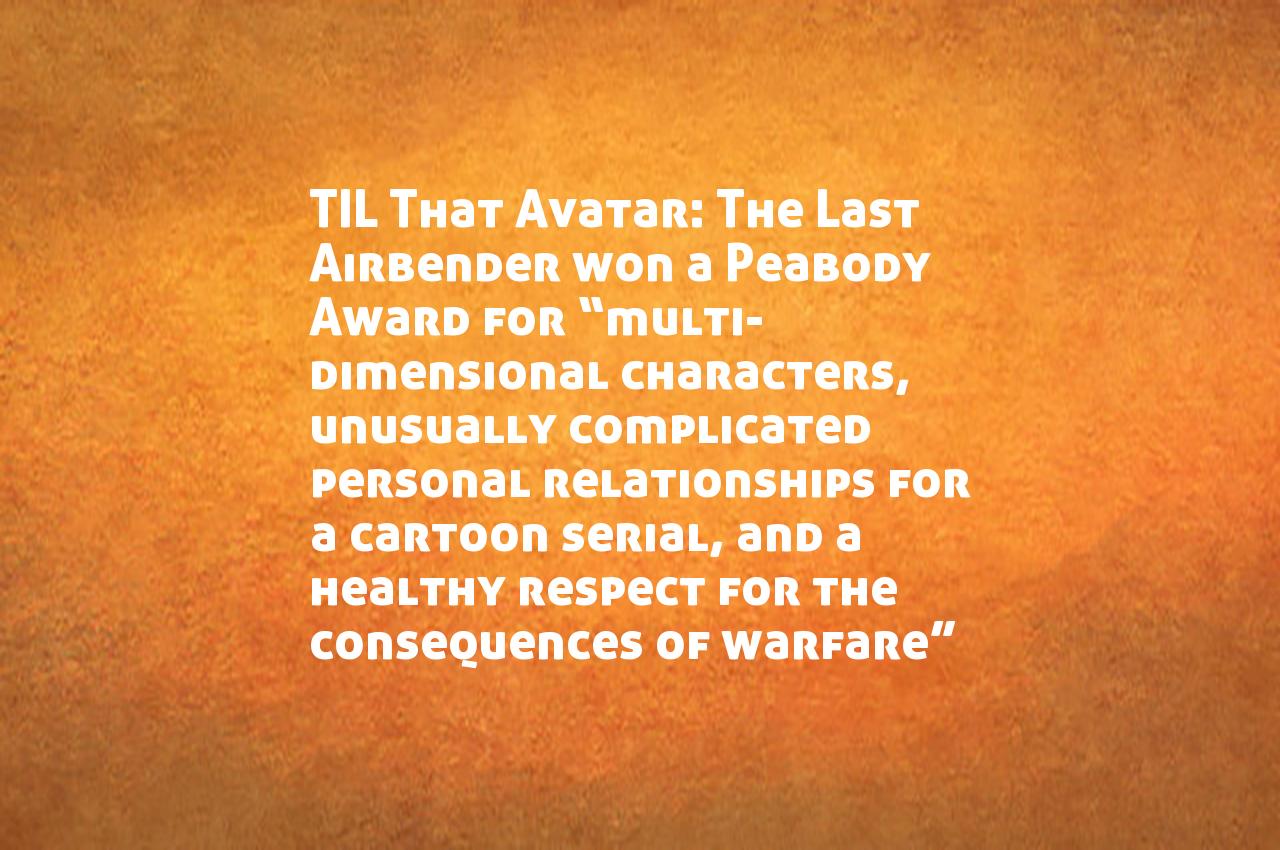 TIL That Avatar: The Last
Airbender won a Peabody
Award for “multi-
dimensional characters,
unusually complicated
personal relationships for
a cartoon serial, and a
healthy respect for the
consequences of warfare”